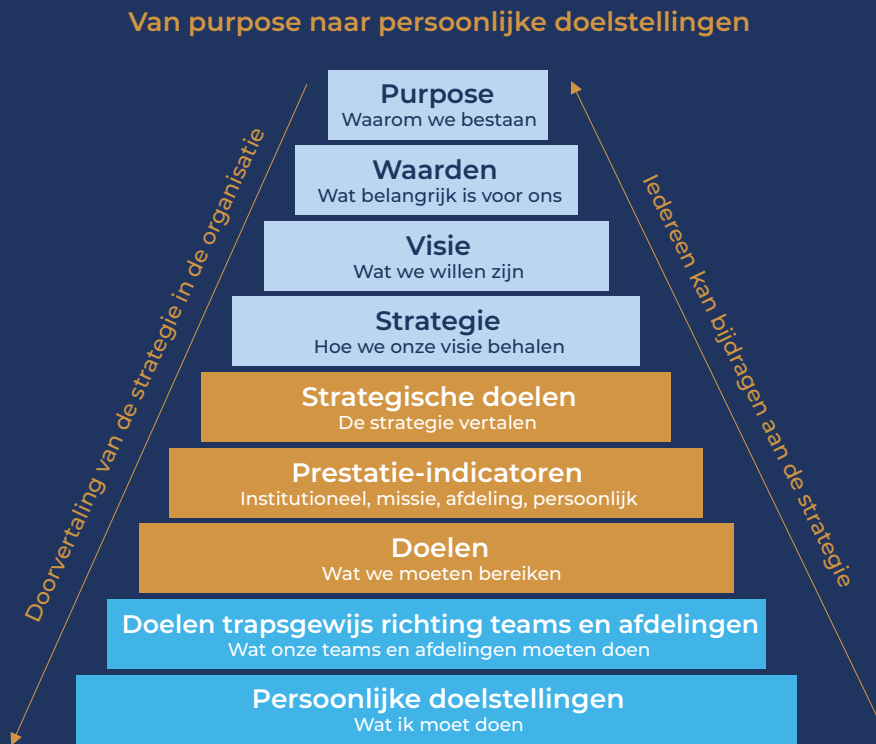 Van purpose naar persoonlijke doelstellingen
Purpose
Waarom we bestaan
Waarden
Wat belangrijk is voor ons
Visie
Wat we willen zijn
Strategie
Hoe we onze visie behalen
Strategische doelen
De strategie vertalen
Prestatie-indicatoren
Institutioneel, missie, afdeling, persoonlijk
Doelen
Wat we moeten bereiken
Doelen trapsgewijs richting teams en afdelingen
Wat onze teams en afdelingen moeten doen
Persoonlijke doelstellingen
Wat ik moet doen
Doorvertaling van de strategie in de organisatie
Iedereen kan bijdragen aan de strategie